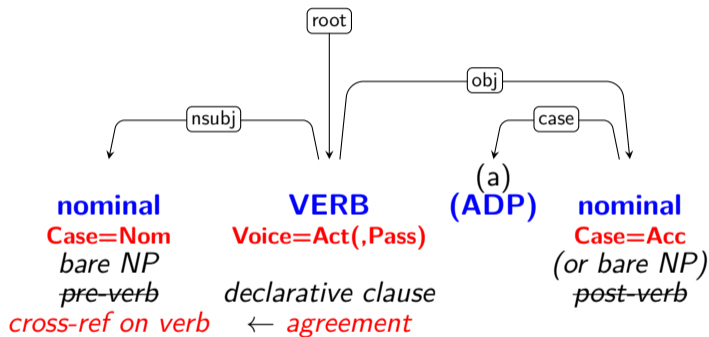 root
obj
nsubj case
(a)
nominal VERB (ADP) nominal
Case=Nom Voice=Act(,Pass) Case=Acc
bare NP (or bare NP)
pre-verb declarative clause post-verb
cross-ref on verb ← agreement